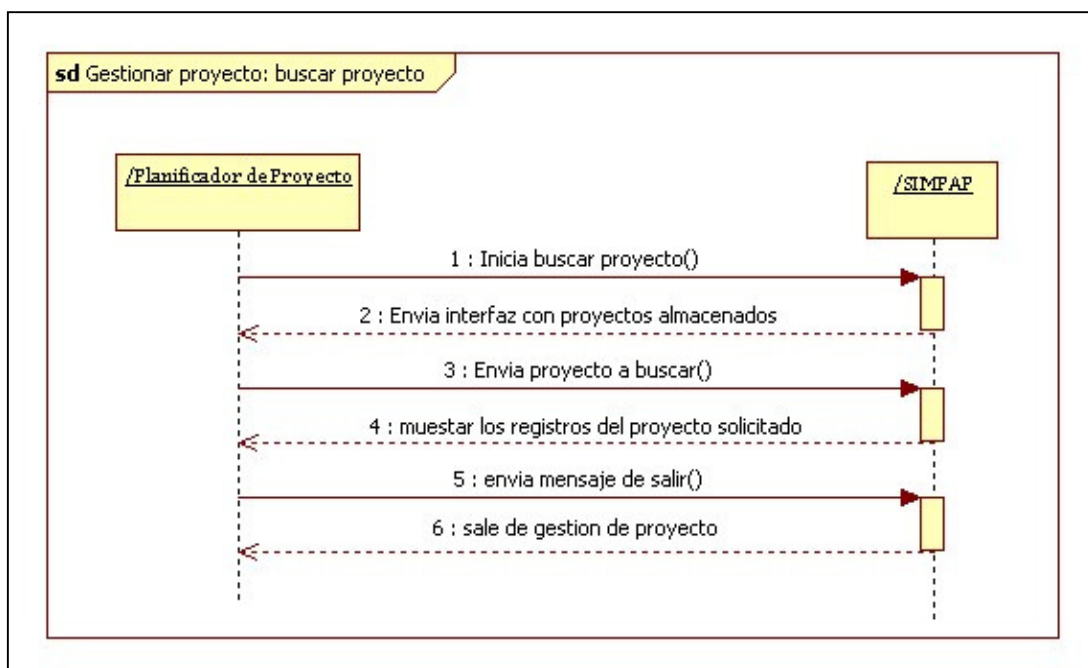 sd Gestionar proyecto: buscar proyecto
/Planificador de Proyecto
/SIMPAP
1 : Inicia buscar proyecto()
2 : Envia interfaz con proyectos almacenados
3 : Envia proyecto a buscar()
4 : muestar los registros del proyecto solicitado
5 : envia mensaje de salir()
6 : sale de gestion de proyecto